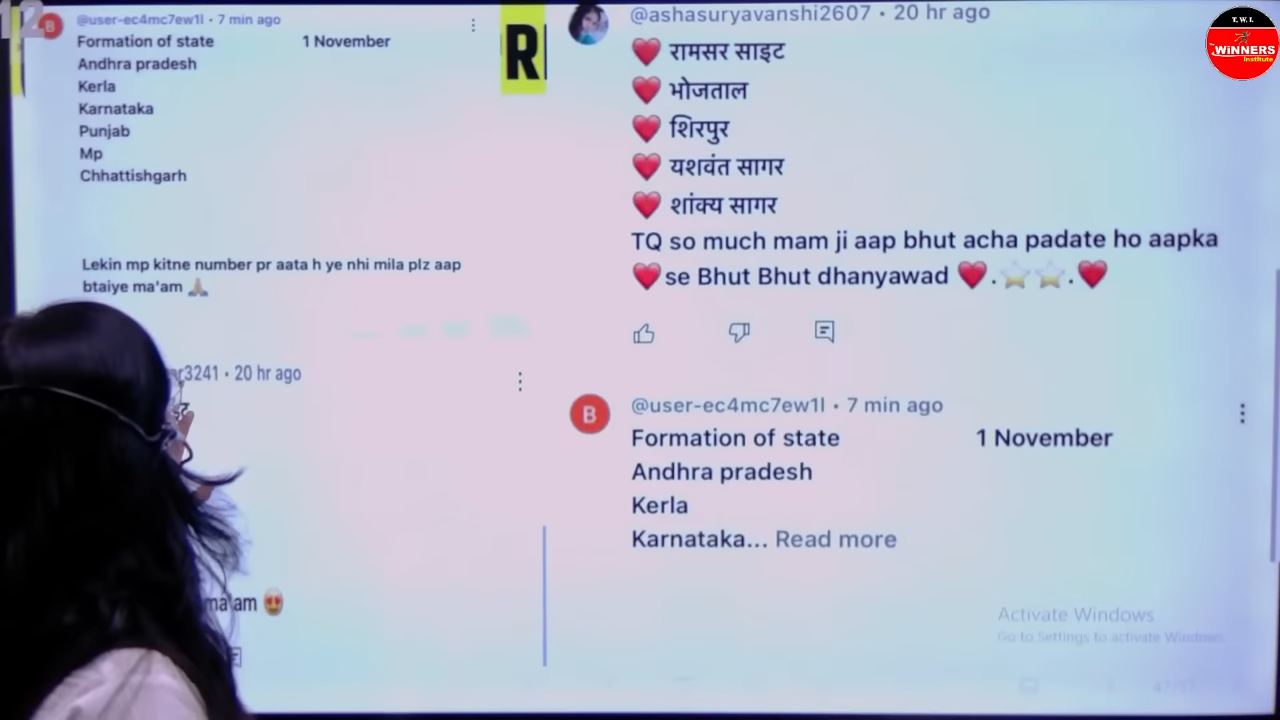 12
B
@user-ec4mc7ew1l • 7 min ago
Formation of state 1 November
Andhra pradesh
Kerla
Karnataka
Punjab
Mp
Chhattishgarh
Lekin mp kitne number pr aata h ye nhi mila plz aap
btaiye ma'am 🙏
r3241 • 20 hr ago
ma'am 😍
R
@ashasuryavanshi2607 • 20 hr ago
❤️ रामसर साइट
❤️ भोजताल
❤️ शिरपुर
❤️ यशवंत सागर
❤️ शांक्य सागर
TQ so much mam ji aap bhut acha padate ho aapka
❤️se Bhut Bhut dhanyawad ❤️.⭐⭐.❤️
B
@user-ec4mc7ew1l • 7 min ago
Formation of state 1 November
Andhra pradesh
Kerla
Karnataka... Read more
Activate Windows
Go to Settings to activate Windows.
T.W.I.
The WiNNERS
institute